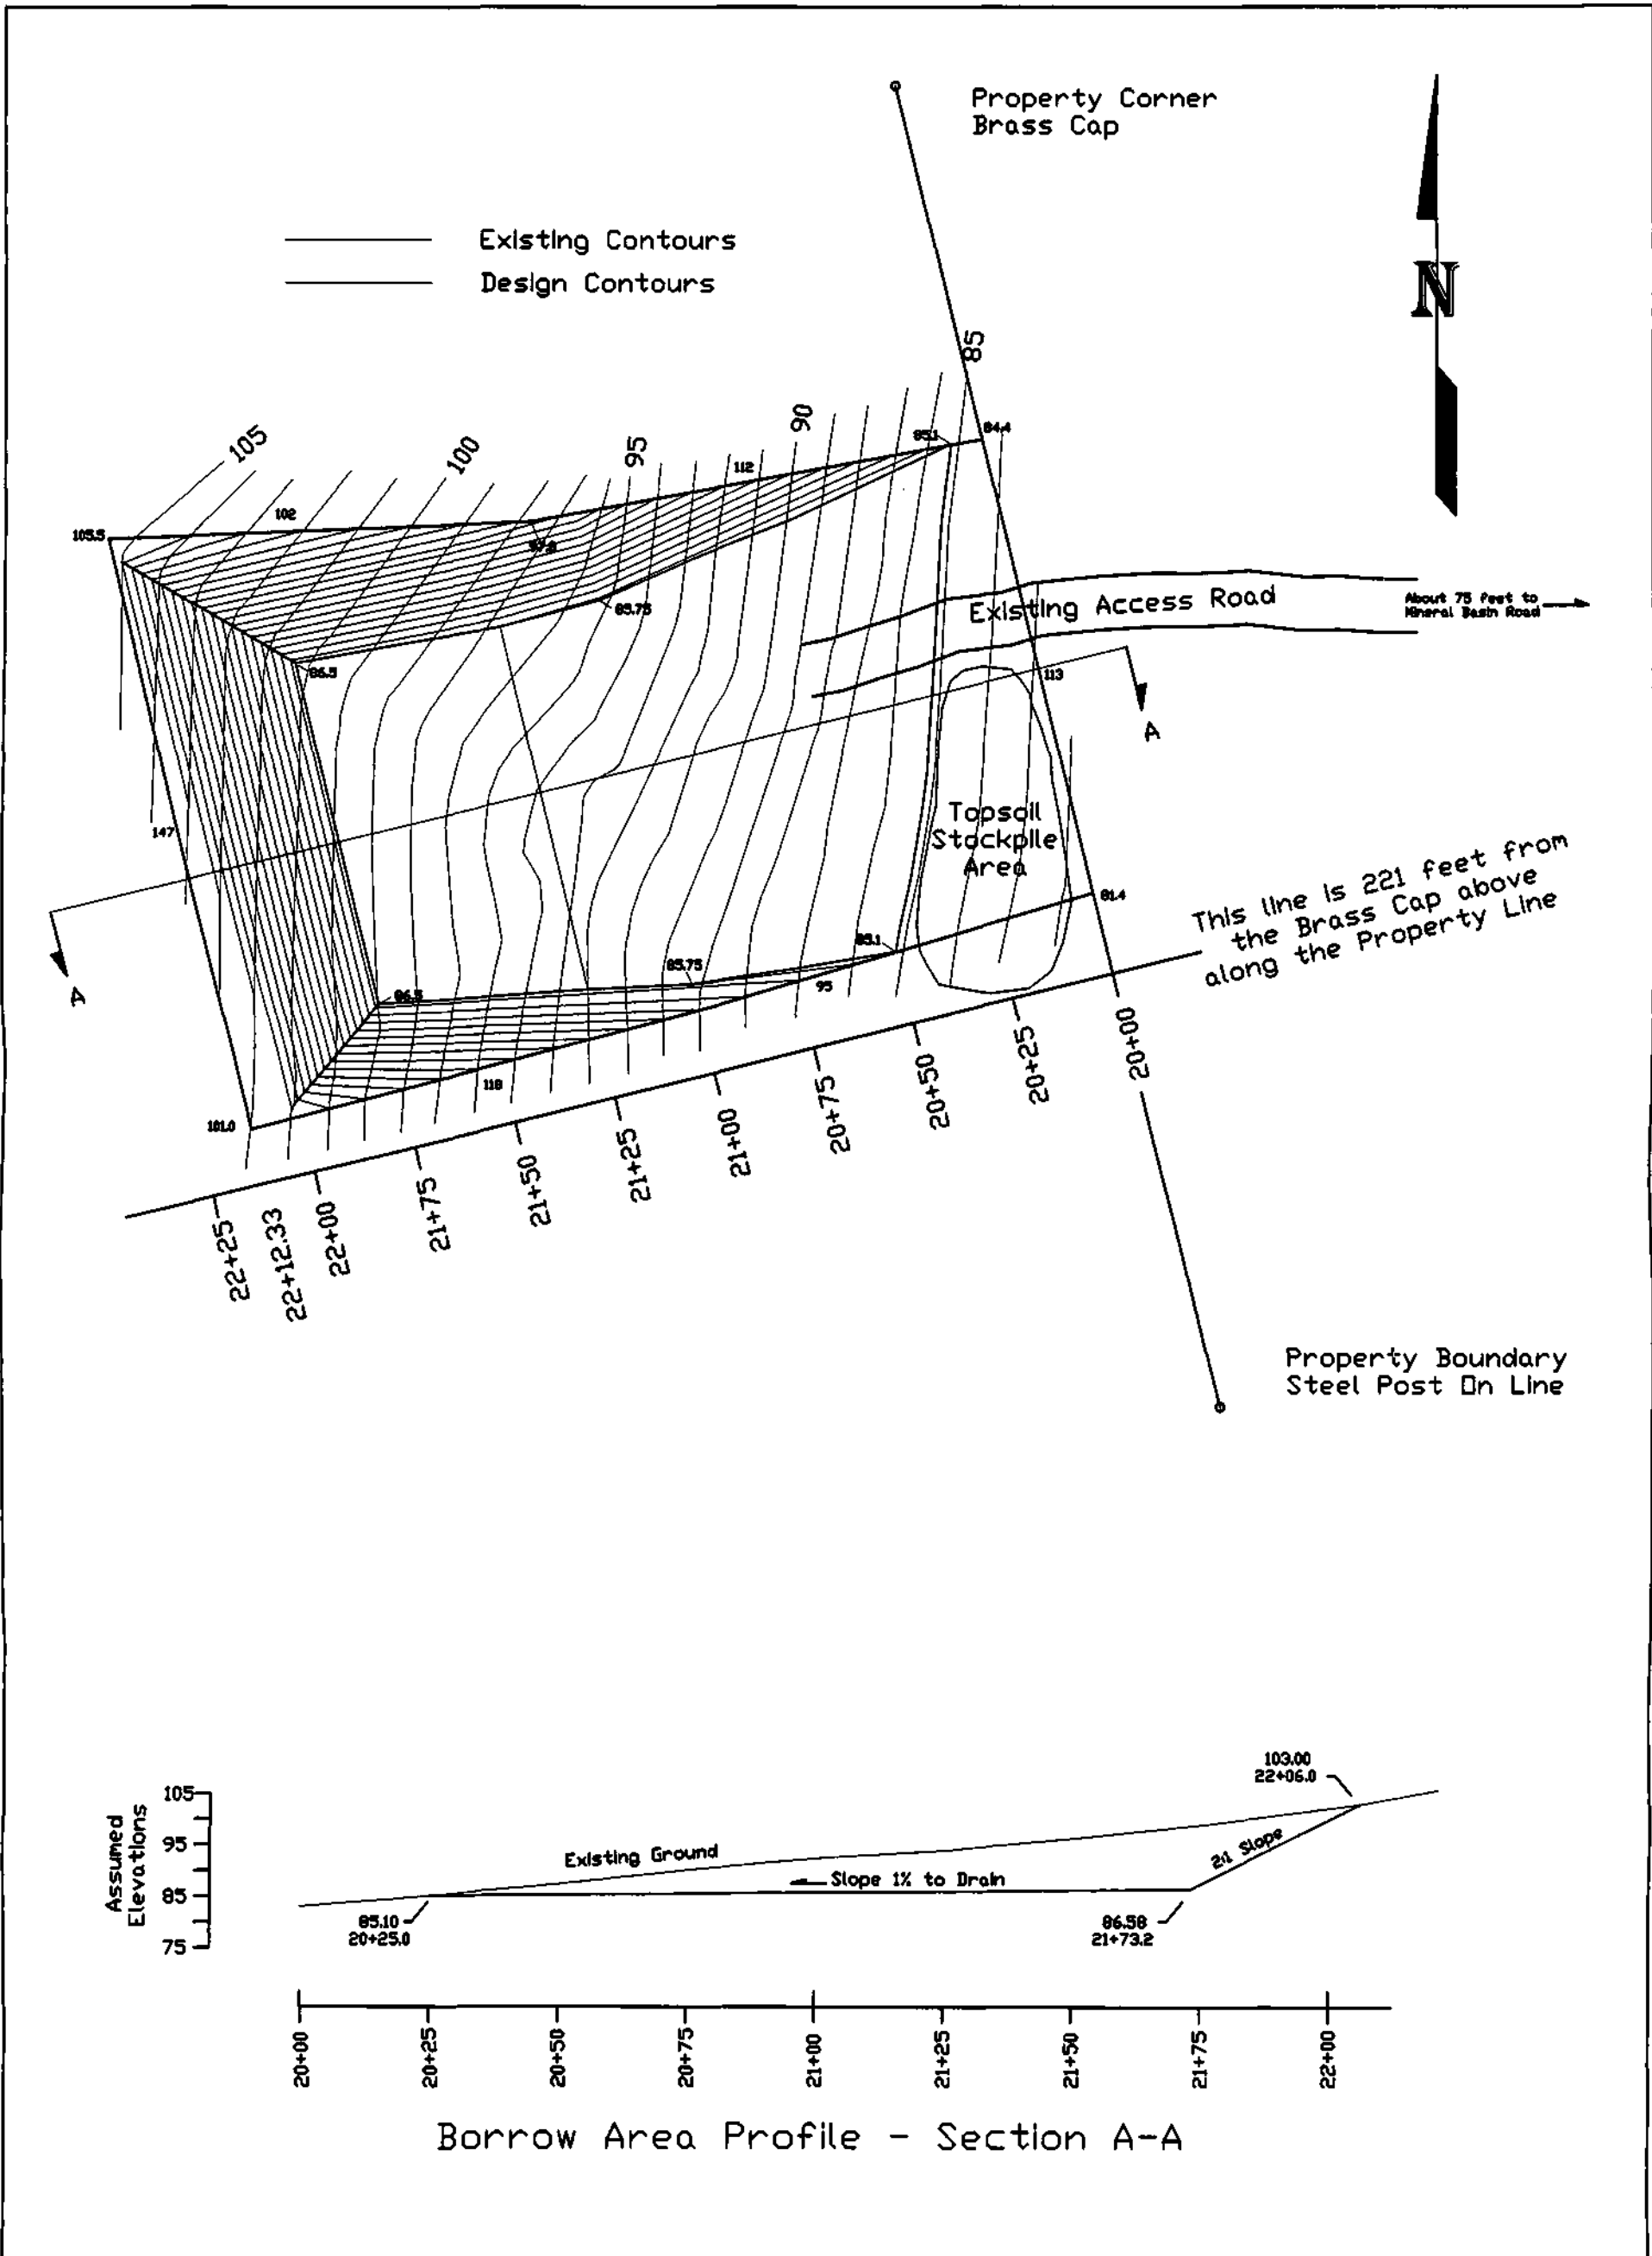 Property Corner
Brass Cap
N
Existing Contours
Design Contours
85
105
100
95
90
85.1
84.4
112
102
105.5
85.75
86.5
Existing Access Road
About 75 feet to
Mineral Basin Road
113
A
147
Topsoil
Stockpile
Area
81.4
This line is 221 feet from
the Brass Cap above
along the Property Line
85.1
85.75
95
86.5
A
118
101.0
20+00
20+25
20+50
20+75
21+00
21+25
21+50
21+75
22+00
22+12.33
22+25
Property Boundary
Steel Post On Line
103.00
22+06.0
105
95
85
75
Assumed
Elevations
Existing Ground
2:1 Slope
Slope 1% to Drain
85.10
20+25.0
86.58
21+73.2
20+00
20+25
20+50
20+75
21+00
21+25
21+50
21+75
22+00
Borrow Area Profile - Section A-A